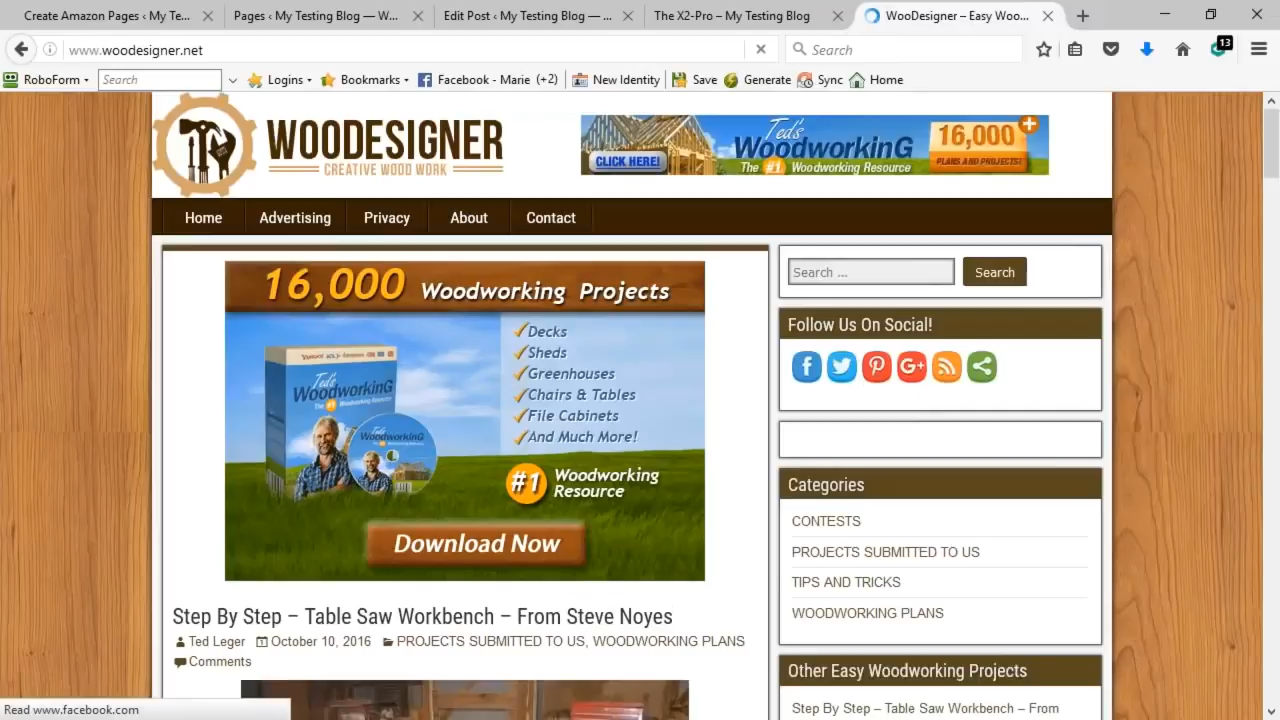 Create Amazon Pages ‹ My Te...
Pages ‹ My Testing Blog — W...
Edit Post ‹ My Testing Blog — ...
The X2-Pro – My Testing Blog
WooDesigner – Easy Woo...
www.woodesigner.net
Search
13
RoboForm
Search
Logins
Bookmarks
Facebook - Marie (+2)
New Identity
Save
Generate
Sync
Home
WOODESIGNER
CREATIVE WOOD WORK
CLICK HERE!
Ted's
WoodworkinG
The #1 Woodworking Resource
16,000
PLANS AND PROJECTS!
Home
Advertising
Privacy
About
Contact
16,000 Woodworking Projects
Decks
Sheds
Greenhouses
Chairs & Tables
File Cabinets
And Much More!
Ted's
WoodworkinG
The #1 Woodworking Resource
WoodworkinG
#1 Woodworking
Resource
Download Now
Step By Step – Table Saw Workbench – From Steve Noyes
Ted Leger
October 10, 2016
PROJECTS SUBMITTED TO US, WOODWORKING PLANS
Comments
Search ...
Search
Follow Us On Social!
Categories
CONTESTS
PROJECTS SUBMITTED TO US
TIPS AND TRICKS
WOODWORKING PLANS
Other Easy Woodworking Projects
Step By Step – Table Saw Workbench – From
Read www.facebook.com